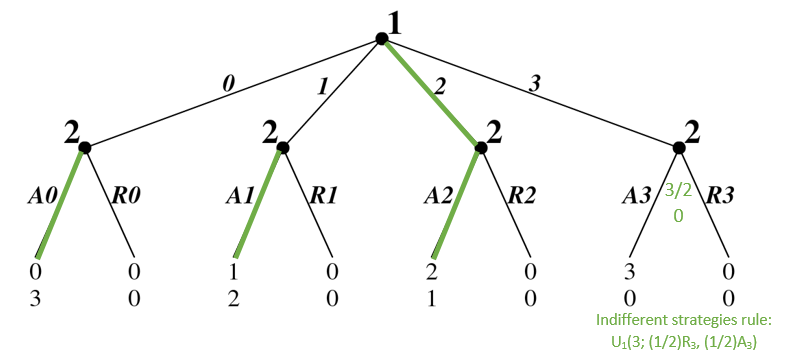 1
0 1 2 3
2 2 2 2
A0 R0 A1 R1 A2 R2 A3 3/2 R3
0
0 0 1 0 2 0 3 0
3 0 2 0 1 0 0 0
Indifferent strategies rule:
U₁(3; (1/2)R₃, (1/2)A₃)